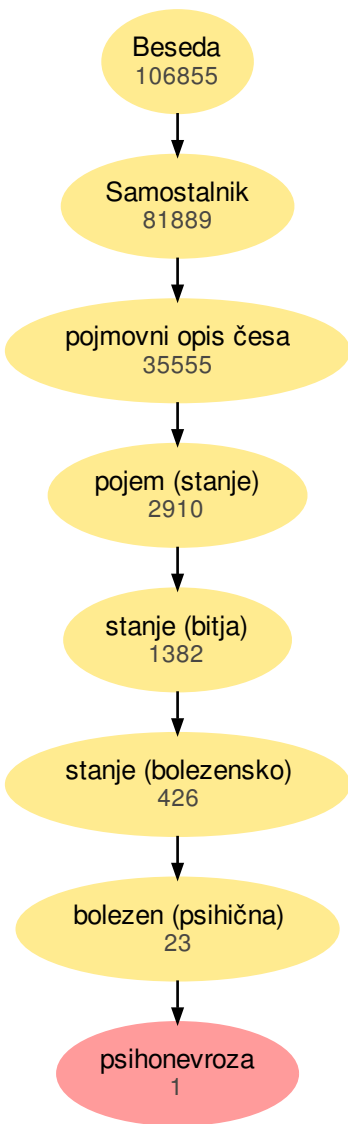 Beseda
106855
Samostalnik
81889
pojmovni opis česa
35555
pojem (stanje)
2910
stanje (bitja)
1382
stanje (bolezensko)
426
bolezen (psihična)
23
psihonevroza
1